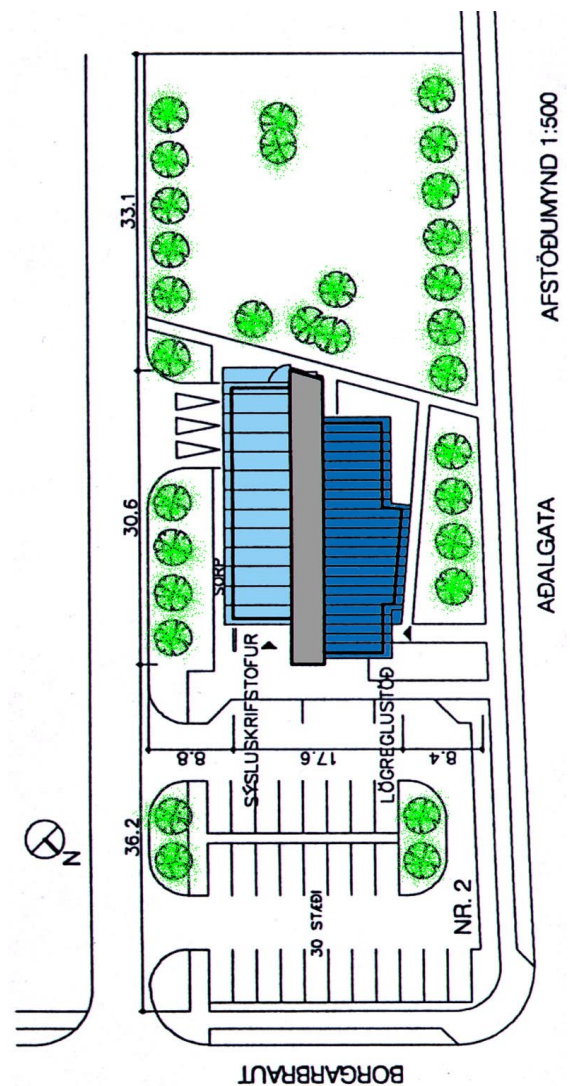 AFSTÖÐUMYND 1:500
AÐALGATA
BORGARBRAUT
33.1
30.6
36.2
8.8
17.6
8.4
SORP
SÝSLUSKRIFSTOFUR
LÖGREGLUSTÖÐ
30 STÆÐI
NR. 2
N